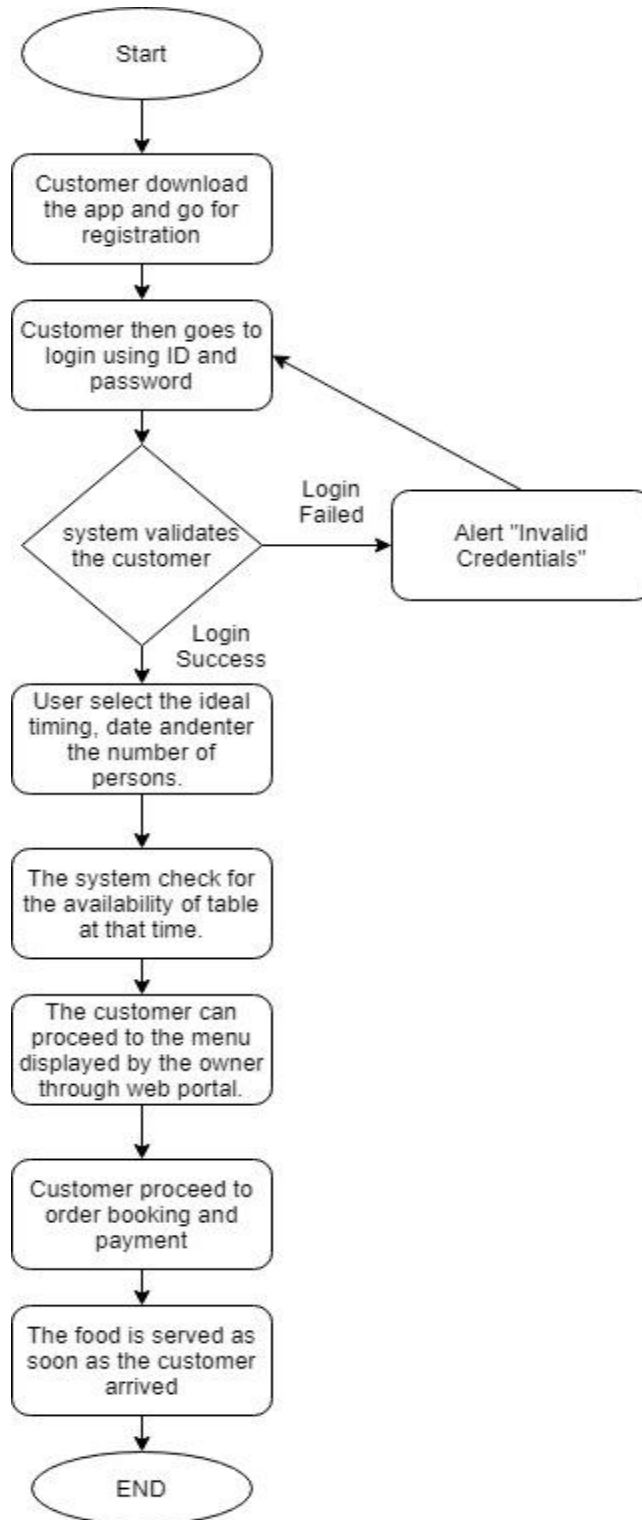 Start
Customer download
the app and go for
registration
Customer then goes to
login using ID and
password
system validates
the customer
Login
Failed
Alert "Invalid
Credentials"
Login
Success
User select the ideal
timing, date andenter
the number of
persons.
The system check for
the availability of table
at that time.
The customer can
proceed to the menu
displayed by the owner
through web portal.
Customer proceed to
order booking and
payment
The food is served as
soon as the customer
arrived
END